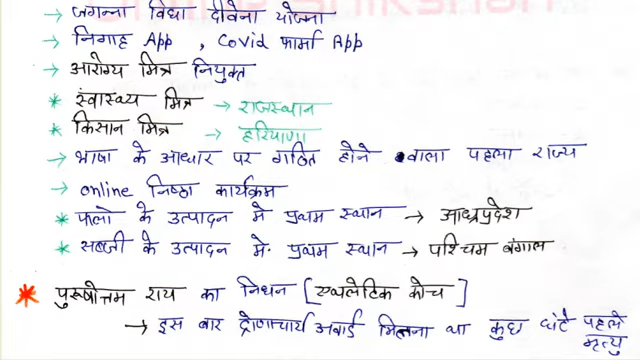 → जगन्ना विद्या दीवेना योजना
→ निगाह App , Covid फार्मा App
→ आरोग्य मित्र नियुक्त
* स्वास्थ्य मित्र → राजस्थान
* किसान मित्र → हरियाणा
→ भाषा के आधार पर गठित होने वाला पहला राज्य
→ online निष्ठा कार्यक्रम
* फलो के उत्पादन मे प्रथम स्थान → आंध्रप्रदेश
* सब्जी के उत्पादन मे प्रथम स्थान → पश्चिम बंगाल
* पुरूषोत्तम राय का निधन [एथलेटिक कोच]
→ इस बार द्रोणाचार्य अवार्ड मिलना था कुछ घंटे पहले मृत्यु